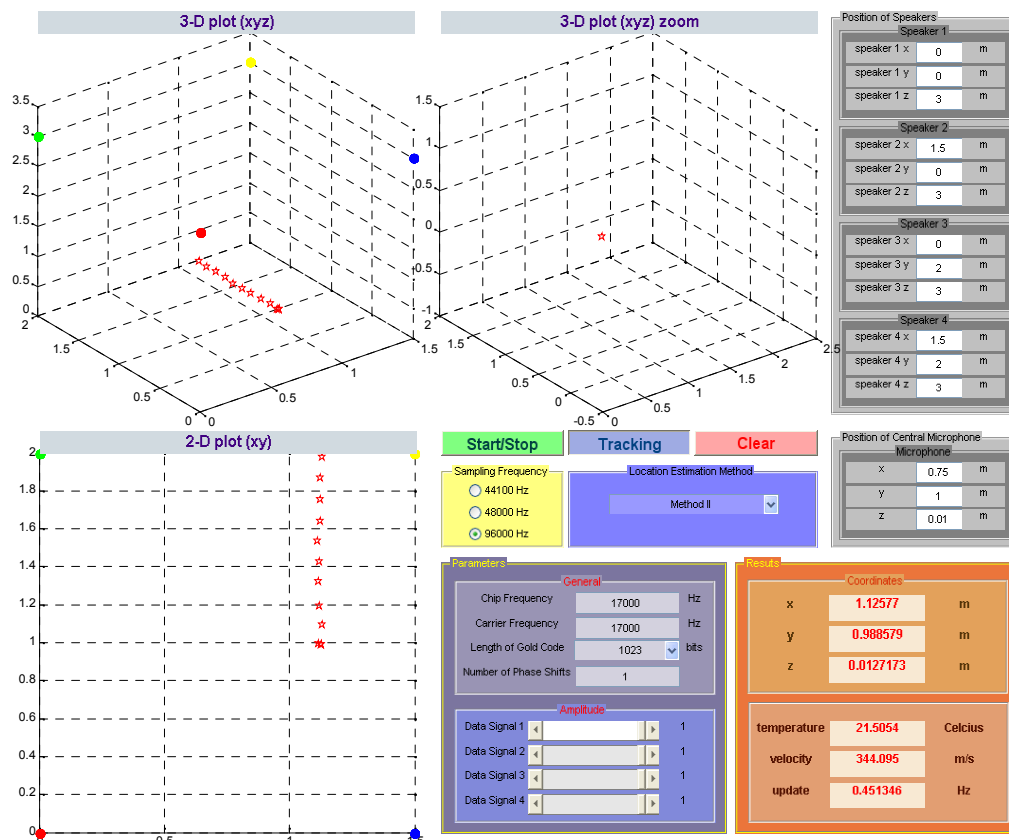 3-D plot (xyz)
3.5
3
2.5
2
1.5
1
0.5
0
2
1.5
1
0.5
0
0
0.5
1
1.5
3-D plot (xyz) zoom
1.5
1
0.5
0
-0.5
-1
2
1.5
1
0.5
0
-0.5
0
0.5
1
1.5
2
2.5
Position of Speakers
Speaker 1
speaker 1 x 0 m
speaker 1 y 0 m
speaker 1 z 3 m
Speaker 2
speaker 2 x 1.5 m
speaker 2 y 0 m
speaker 2 z 3 m
Speaker 3
speaker 3 x 0 m
speaker 3 y 2 m
speaker 3 z 3 m
Speaker 4
speaker 4 x 1.5 m
speaker 4 y 2 m
speaker 4 z 3 m
2-D plot (xy)
2
1.8
1.6
1.4
1.2
1
0.8
0.6
0.4
0.2
0
0.5
1
1.5
Start/Stop Tracking Clear
Sampling Frequency
44100 Hz
48000 Hz
96000 Hz
Location Estimation Method
Method II
Position of Central Microphone
Microphone
x 0.75 m
y 1 m
z 0.01 m
Parameters
General
Chip Frequency 17000 Hz
Carrier Frequency 17000 Hz
Length of Gold Code 1023 bits
Number of Phase Shifts 1
Amplitude
Data Signal 1 1
Data Signal 2 1
Data Signal 3 1
Data Signal 4 1
Resuts
Coordinates
x 1.12577 m
y 0.988579 m
z 0.0127173 m
temperature 21.5054 Celcius
velocity 344.095 m/s
update 0.451346 Hz